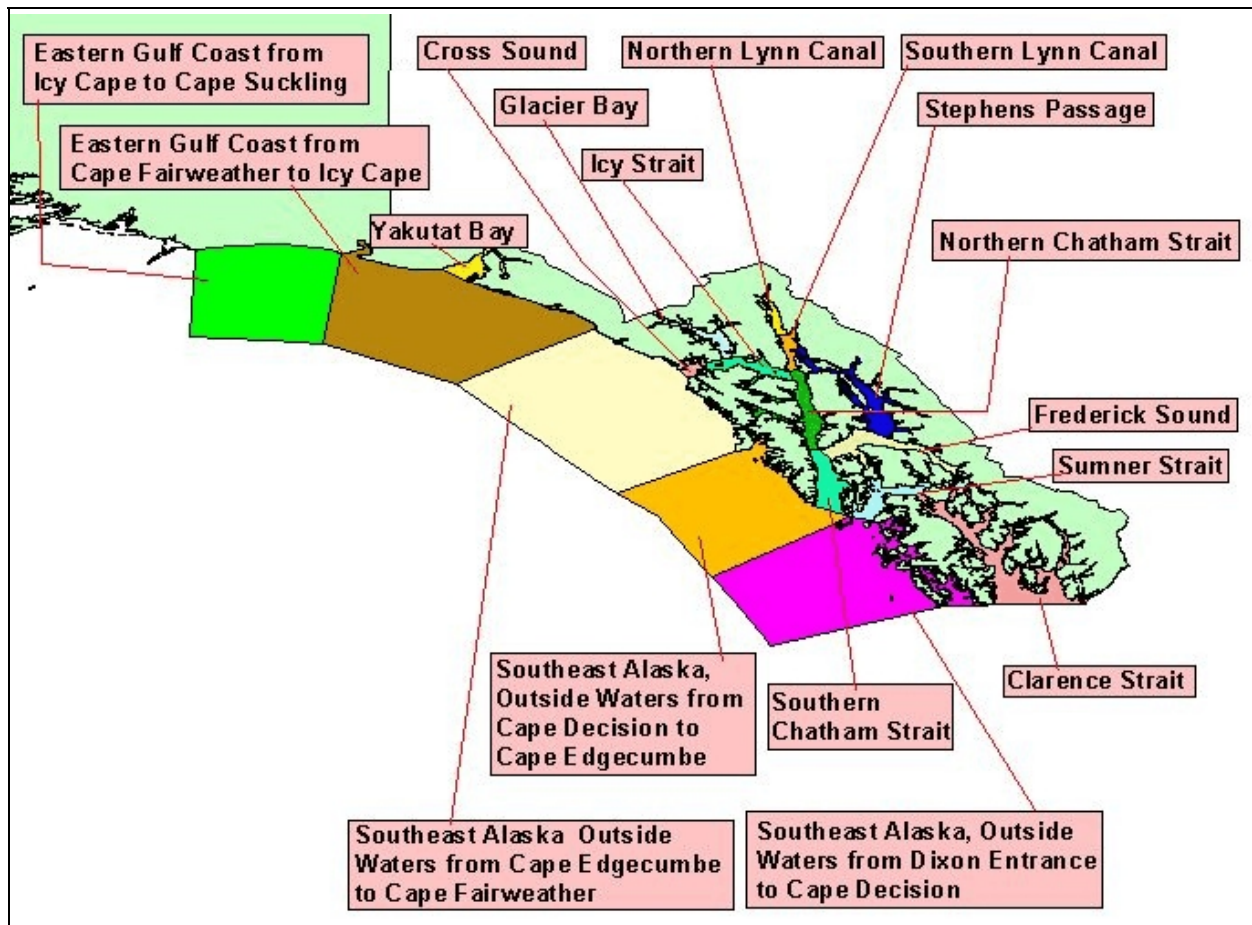 Eastern Gulf Coast from
Icy Cape to Cape Suckling
Cross Sound
Northern Lynn Canal
Southern Lynn Canal
Glacier Bay
Stephens Passage
Eastern Gulf Coast from
Cape Fairweather to Icy Cape
Icy Strait
Yakutat Bay
Northern Chatham Strait
Frederick Sound
Sumner Strait
Clarence Strait
Southeast Alaska,
Outside Waters from
Cape Decision to
Cape Edgecumbe
Southern
Chatham Strait
Southeast Alaska Outside
Waters from Cape Edgecumbe
to Cape Fairweather
Southeast Alaska, Outside
Waters from Dixon Entrance
to Cape Decision